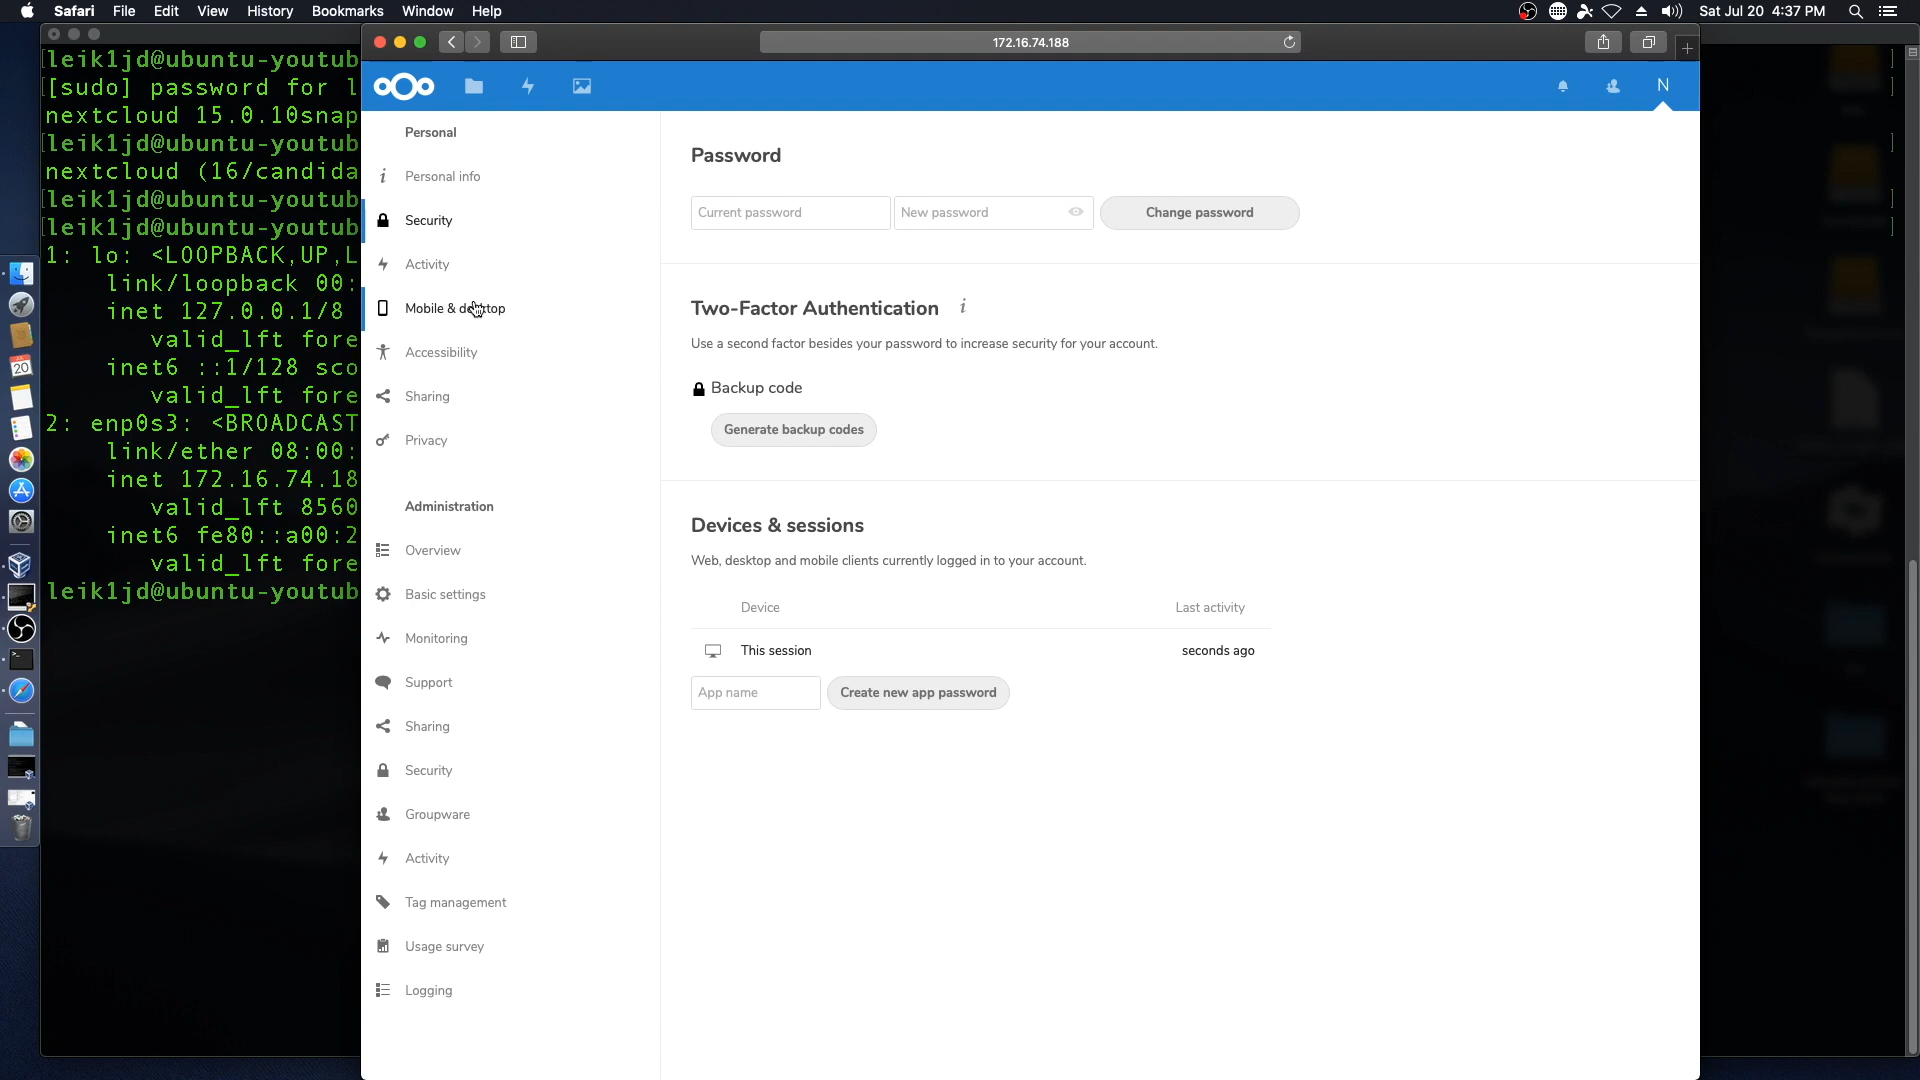 Safari File Edit View History Bookmarks Window Help
Sat Jul 20 4:37 PM
[leik1jd@ubuntu-youtub
[[sudo] password for l
nextcloud 15.0.10snap
[leik1jd@ubuntu-youtub
nextcloud (16/candida
[leik1jd@ubuntu-youtub
[leik1jd@ubuntu-youtub
1: lo: <LOOPBACK,UP,L
link/loopback 00:
inet 127.0.0.1/8
valid_lft fore
inet6 ::1/128 sco
valid_lft fore
2: enp0s3: <BROADCAST
link/ether 08:00:
inet 172.16.74.18
valid_lft 8560
inet6 fe80::a00:2
valid_lft fore
leik1jd@ubuntu-youtub
20
172.16.74.188
N
Personal
Personal info
Security
Activity
Mobile & desktop
Accessibility
Sharing
Privacy
Administration
Overview
Basic settings
Monitoring
Support
Sharing
Security
Groupware
Activity
Tag management
Usage survey
Logging
Password
Current password
New password
Change password
Two-Factor Authentication
Use a second factor besides your password to increase security for your account.
Backup code
Generate backup codes
Devices & sessions
Web, desktop and mobile clients currently logged in to your account.
Device Last activity
This session seconds ago
App name
Create new app password